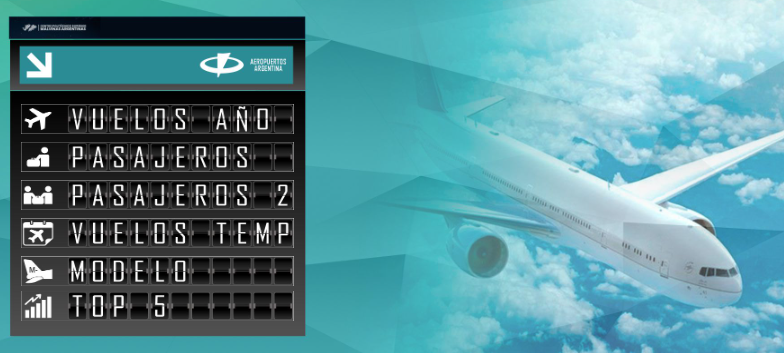 AEROPUERTOS
ARGENTINA
VUELOS AÑO
PASAJEROS
PASAJEROS 2
VUELOS TEMP
M-
MODELO
TOP 5